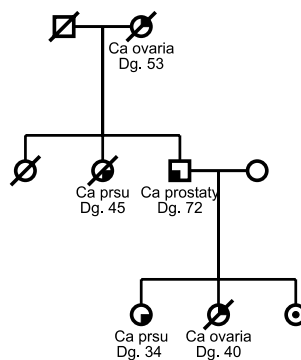 Ca ovaria
Dg. 53
Ca prsu
Dg. 45
Ca prostaty
Dg. 72
Ca prsu
Dg. 34
Ca ovaria
Dg. 40